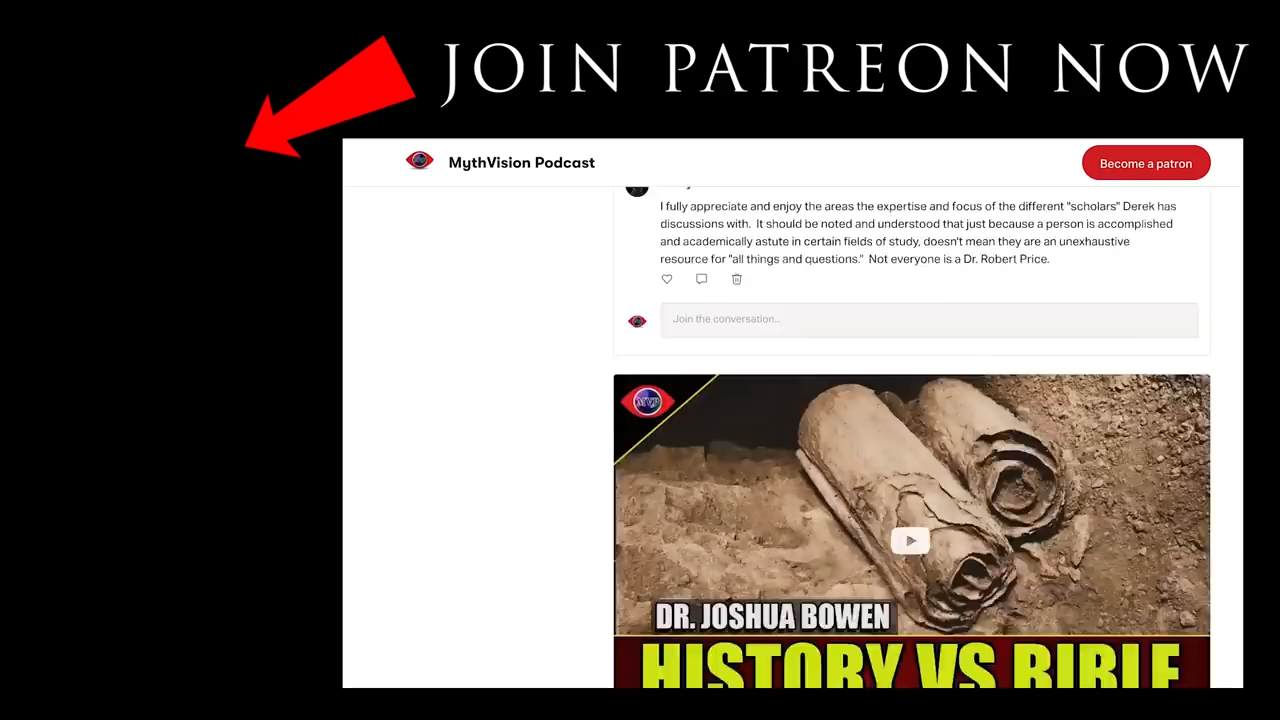 JOIN PATREON NOW
MythVision Podcast
Become a patron
I fully appreciate and enjoy the areas the expertise and focus of the different "scholars" Derek has
discussions with.  It should be noted and understood that just because a person is accomplished
and academically astute in certain fields of study, doesn't mean they are an unexhaustive
resource for "all things and questions."  Not everyone is a Dr. Robert Price.
Join the conversation...
MVP
DR. JOSHUA BOWEN
HISTORY VS BIBLE